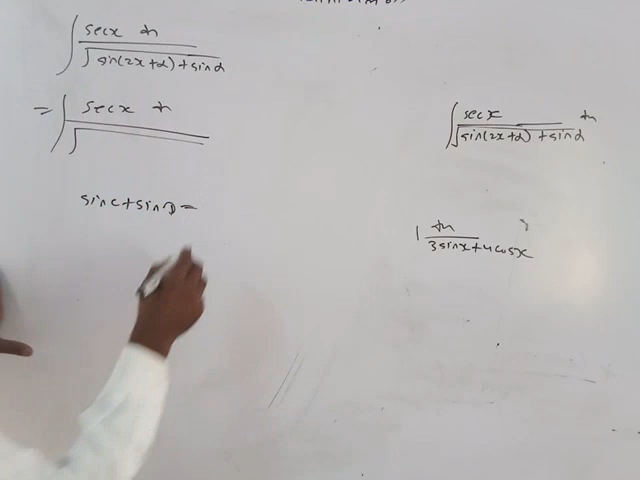 ∫ secx dx / √sin(2x+α)+sinα
= ∫ secx dx / √
sinC+sinD=
∫ secx / √sin(2x+α)+sinα dx
∫ dx / 3sinx+4cosx